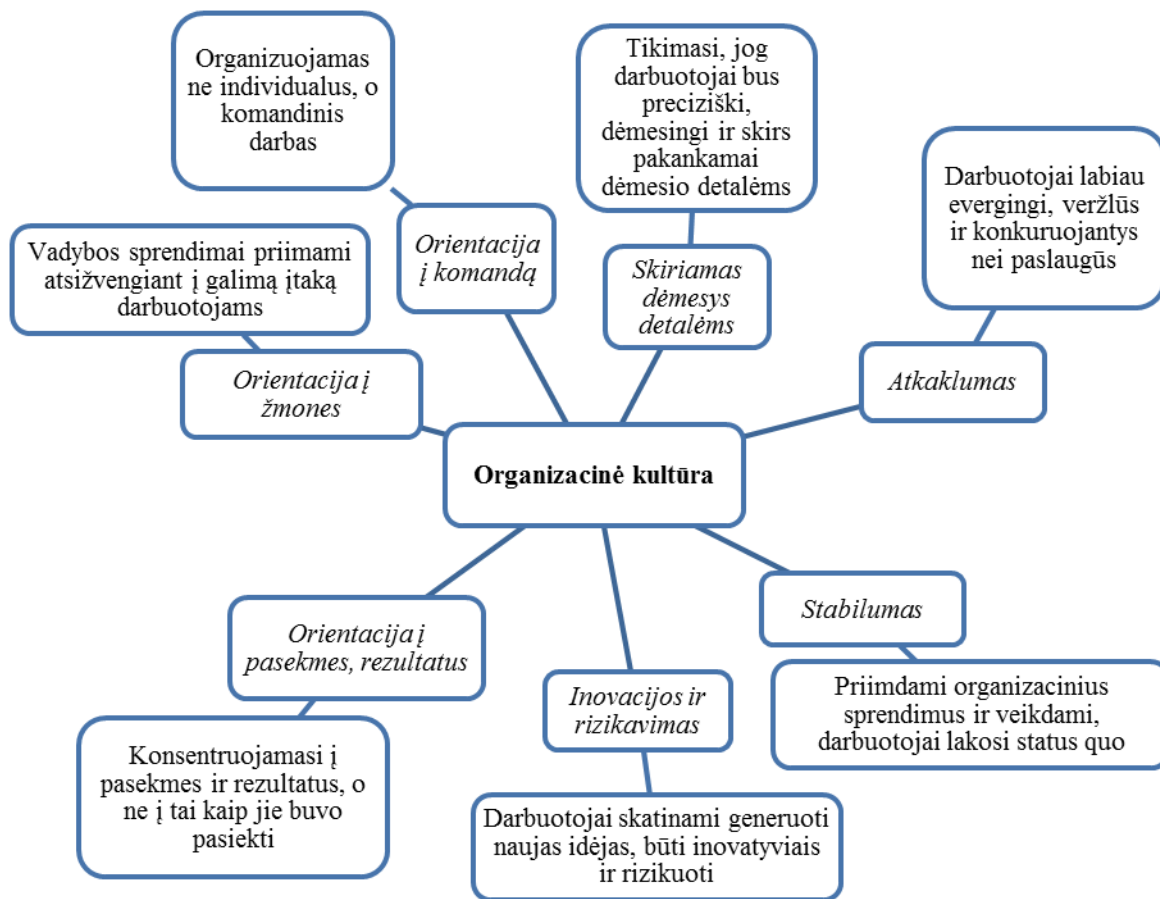 Organizuojamas
ne individualus, o
komandinis
darbas
Tikimasi, jog
darbuotojai bus
preciziški,
dėmesingi ir skirs
pakankamai
dėmesio detalėms
Darbuotojai labiau
evergingi, veržlūs
ir konkuruojantys
nei paslaugūs
Vadybos sprendimai priimami
atsižvengiant į galimą įtaką
darbuotojams
Orientacija
į komandą
Skiriamas
dėmesys
detalėms
Orientacija į
žmones
Atkaklumas
Organizacinė kultūra
Orientacija į
pasekmes, rezultatus
Inovacijos ir
rizikavimas
Stabilumas
Konsentruojamasi į
pasekmes ir rezultatus, o
ne į tai kaip jie buvo
pasiekti
Darbuotojai skatinami generuoti
naujas idėjas, būti inovatyviais
ir rizikuoti
Priimdami organizacinius
sprendimus ir veikdami,
darbuotojai lakosi status quo